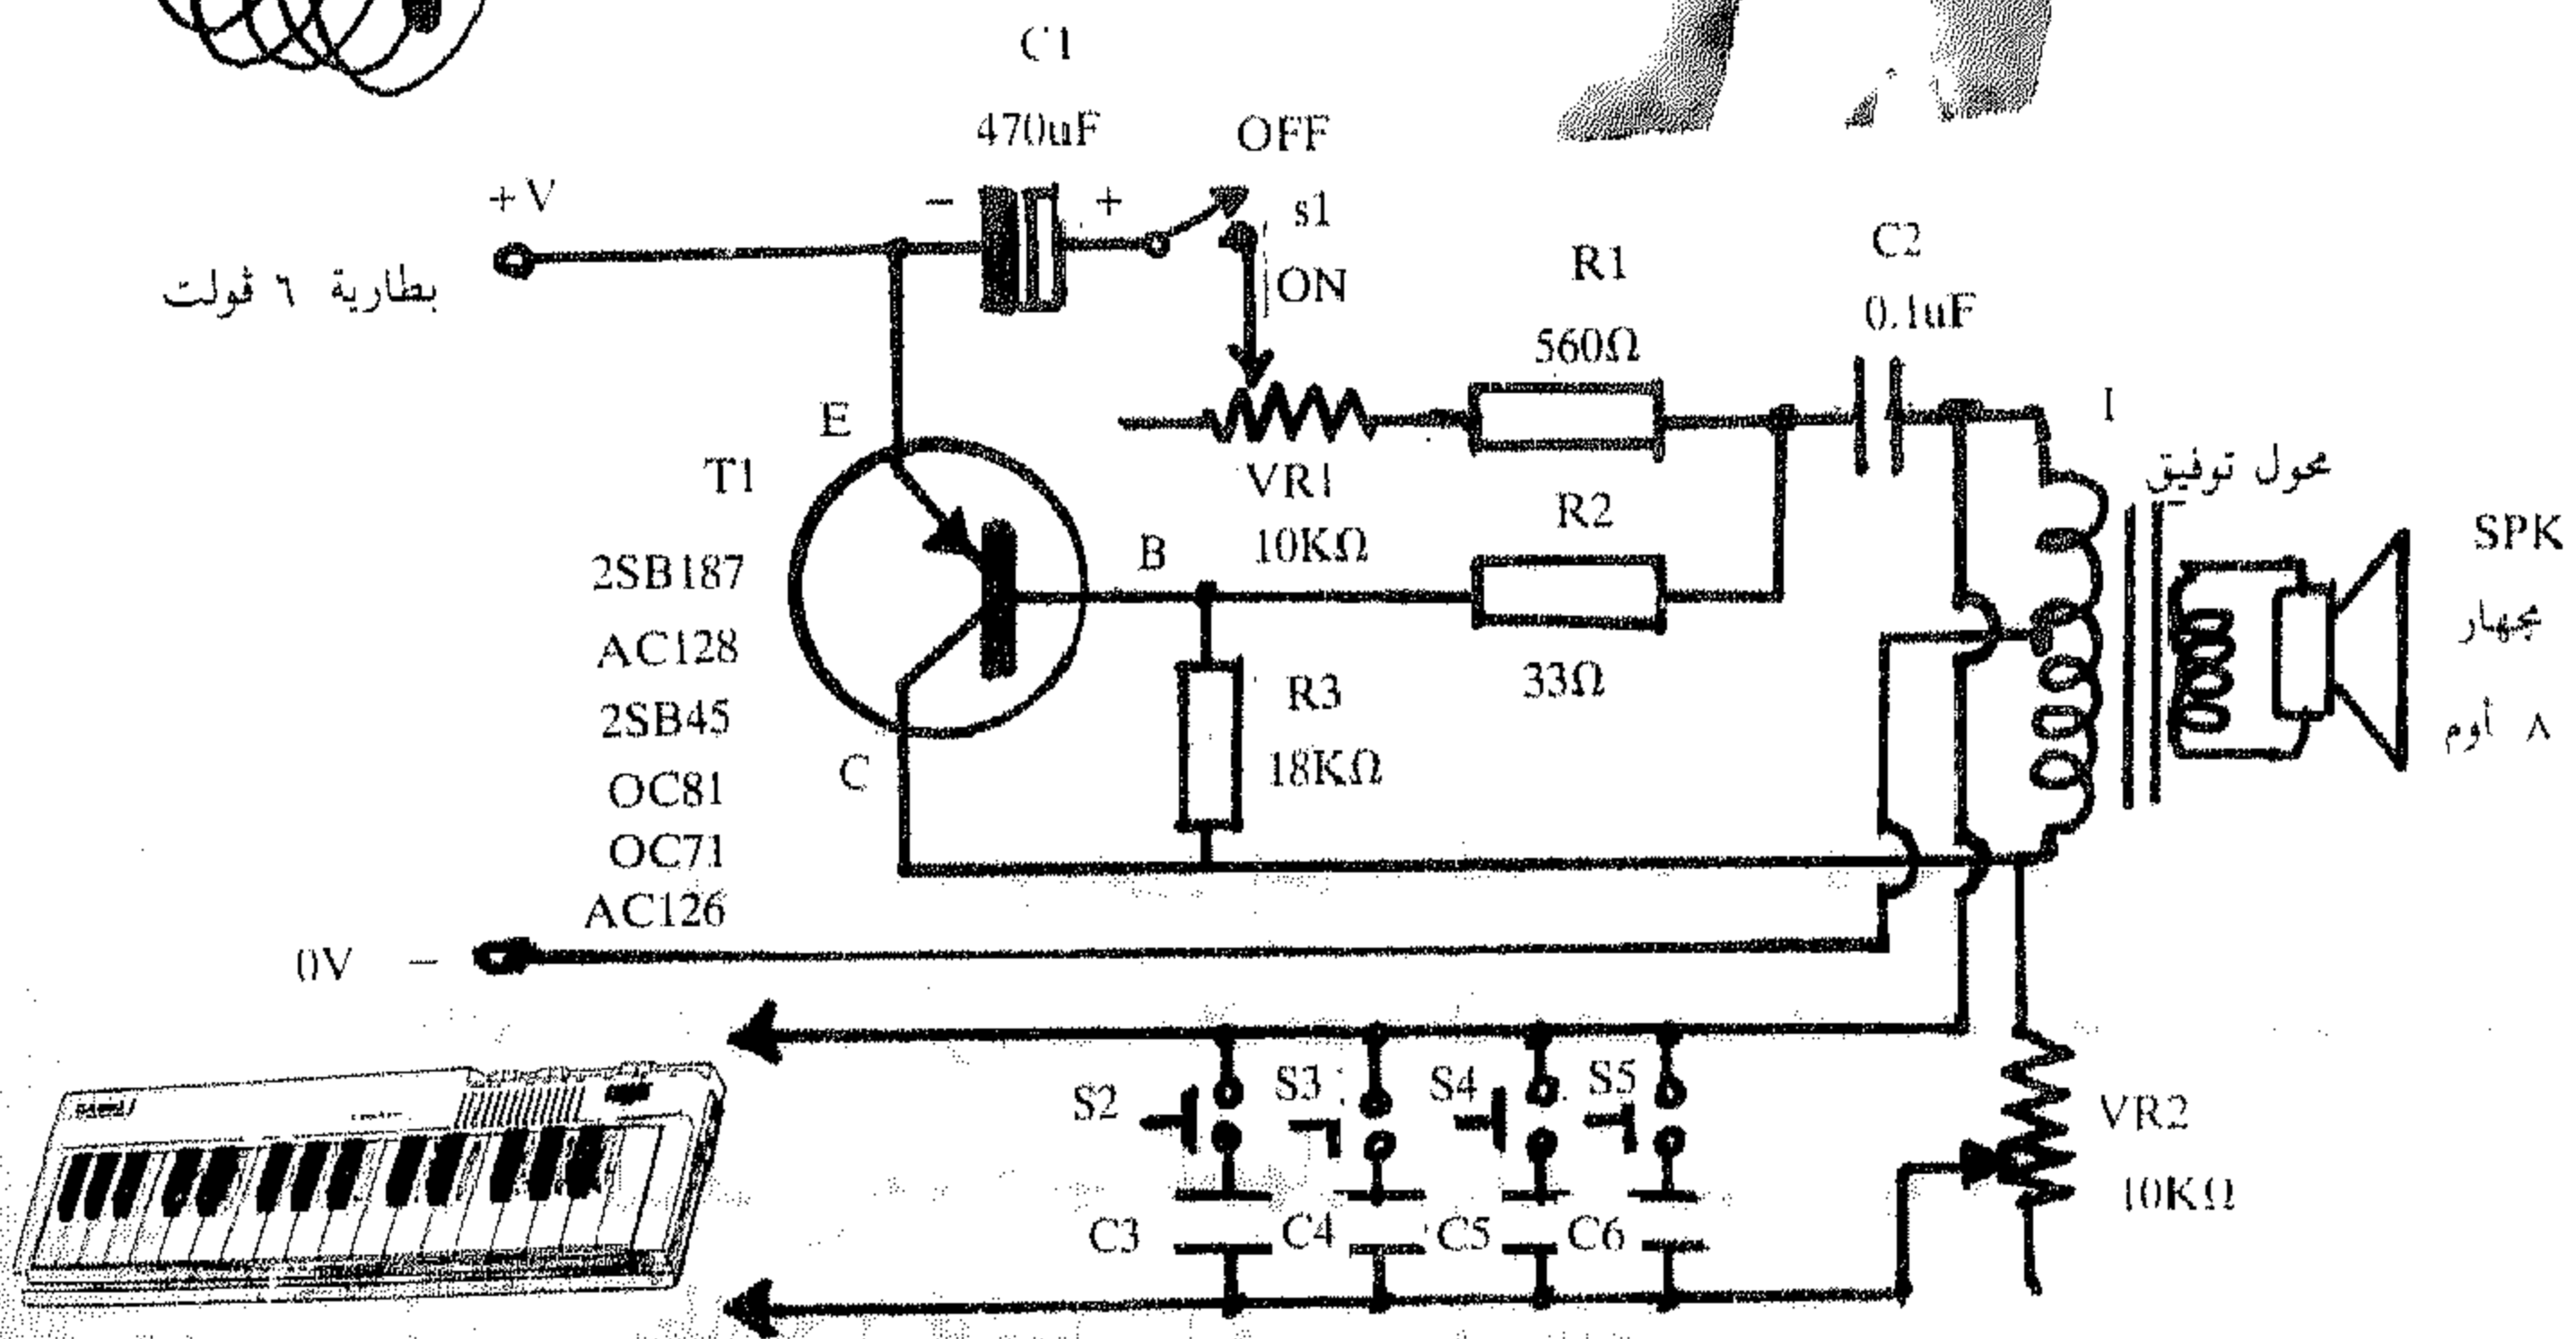 C1
470uF
OFF
+V
−
+
s1
ON
بطارية ٦ ڤولت
R1
560Ω
C2
0.1uF
E
T1
VR1
10KΩ
I
محول توفيق
R2
33Ω
SPK
مجهار
٨ أوم
B
2SB187
AC128
2SB45
OC81
OC71
AC126
R3
18KΩ
C
0V −
S2
S3
S4
S5
VR2
10KΩ
C3
C4
C5
C6